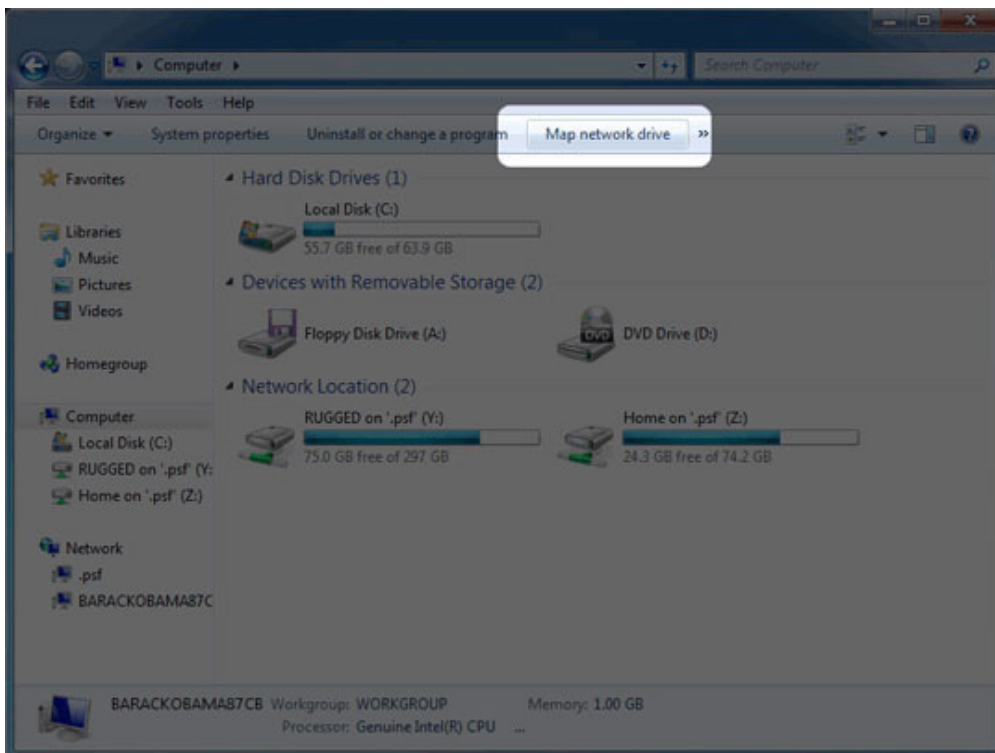 Computer
Search Computer
File Edit View Tools Help
Organize System properties Uninstall or change a program Map network drive »
Favorites
Libraries
Music
Pictures
Videos
Homegroup
Computer
Local Disk (C:)
RUGGED on '.psf' (Y:
Home on '.psf' (Z:)
Network
.psf
BARACKOBAMA87C
Hard Disk Drives (1)
Local Disk (C:)
55.7 GB free of 63.9 GB
Devices with Removable Storage (2)
Floppy Disk Drive (A:)
DVD
DVD Drive (D:)
Network Location (2)
RUGGED on '.psf' (Y:)
75.0 GB free of 297 GB
Home on '.psf' (Z:)
24.3 GB free of 74.2 GB
BARACKOBAMA87CB Workgroup: WORKGROUP Memory: 1.00 GB
Processor: Genuine Intel(R) CPU ...